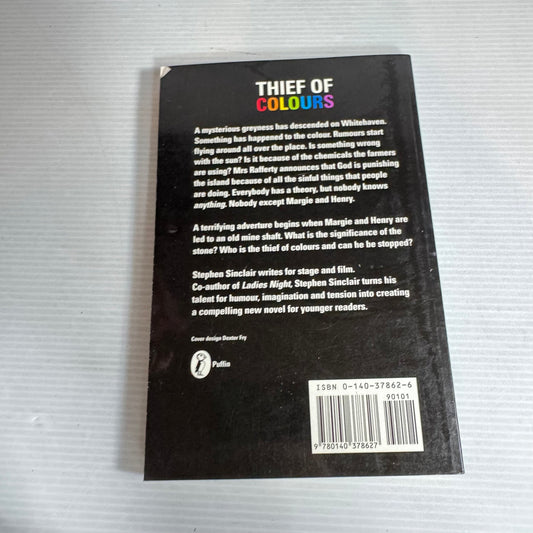 THIEF OF
COLOURS
A mysterious greyness has descended on Whitehaven.
Something has happened to the colour. Rumours start
flying around all over the place. Is something wrong
with the sun? Is it because of the chemicals the farmers
are using? Mrs Rafferty announces that God is punishing
the island because of all the sinful things that people
are doing. Everybody has a theory, but nobody knows
anything. Nobody except Margie and Henry.
A terrifying adverture begins when Margie and Henry are
led to an old mine shaft. What is the significance of the
stone? Who is the thief of colours and can he be stopped?
Stephen Sinclair writes for stage and film.
Co-author of Ladies Night, Stephen Sinclair turns his
talent for humour, imagination and tension into creating
a compelling new novel for younger readers.
Cover design Dexter Fry
Puffin
ISBN 0-140-37862-6
90101
9 780140 378627